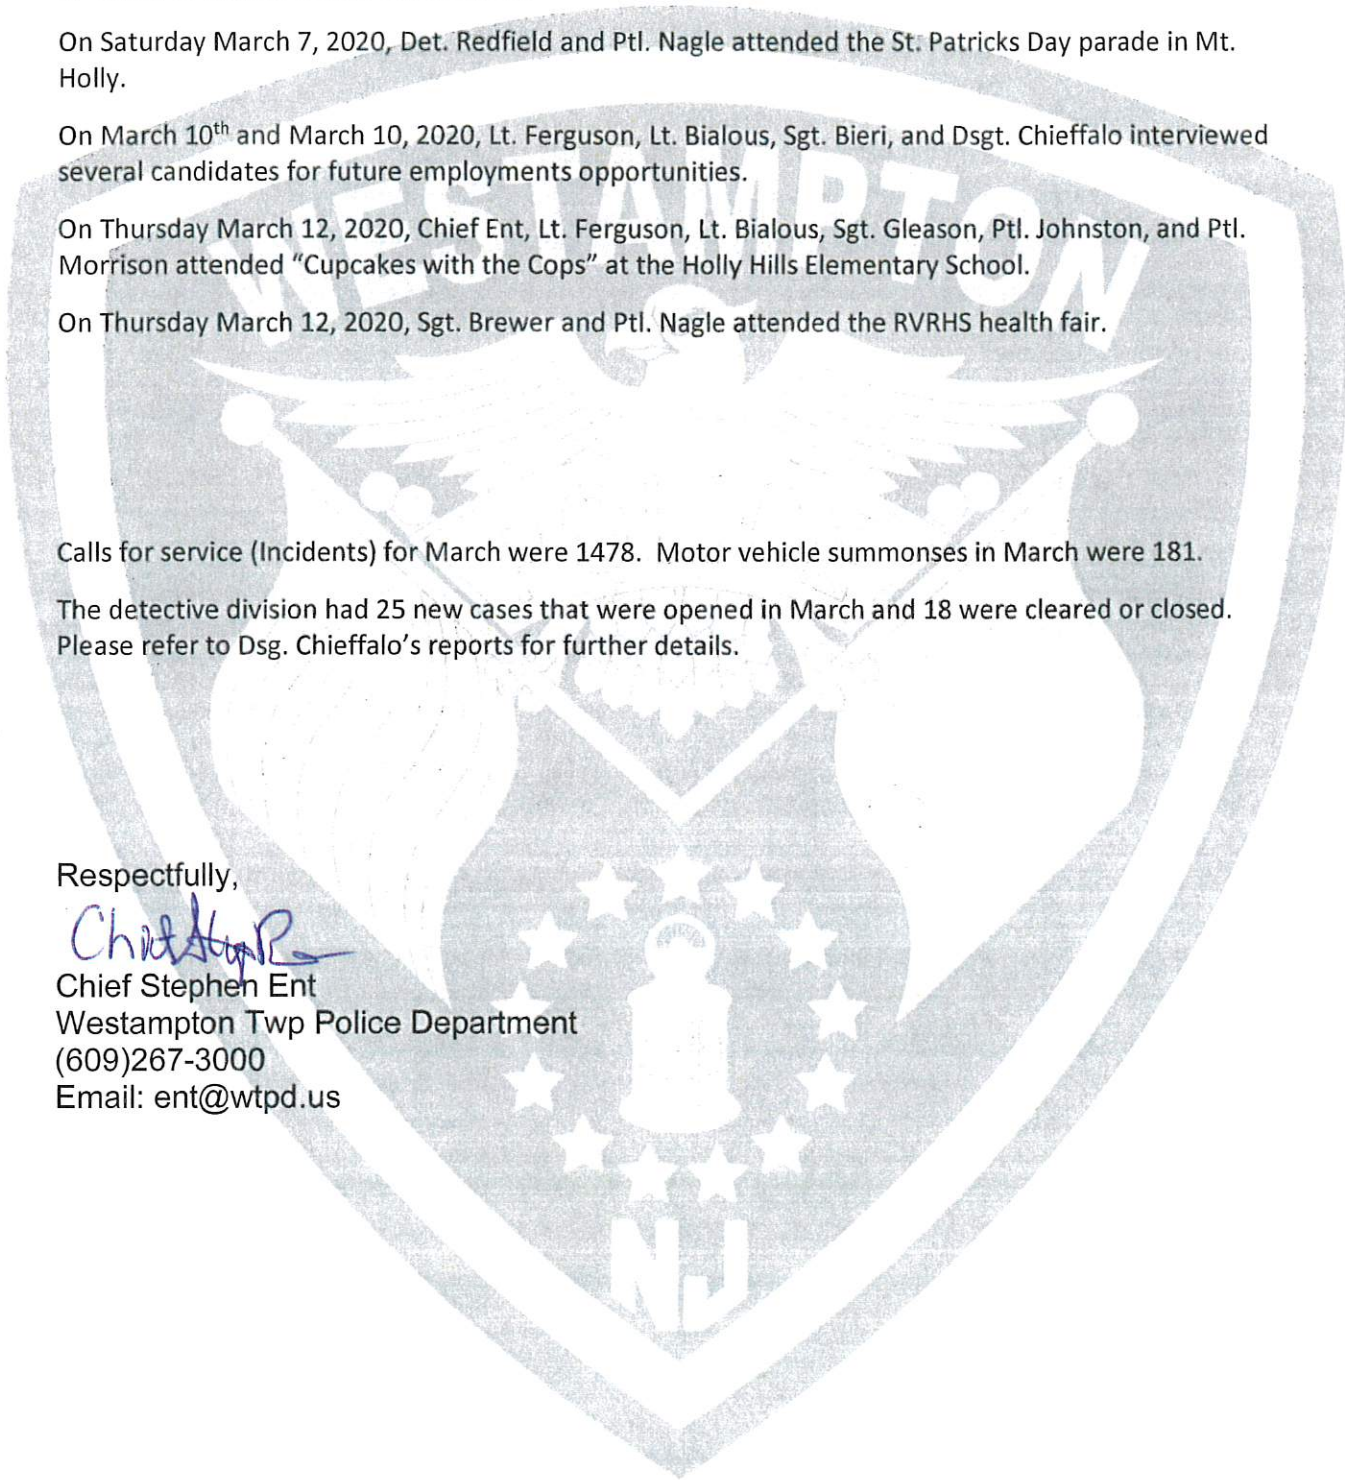 On Saturday March 7, 2020, Det. Redfield and Ptl. Nagle attended the St. Patricks Day parade in Mt.
Holly.
On March 10th and March 10, 2020, Lt. Ferguson, Lt. Bialous, Sgt. Bieri, and Dsgt. Chieffalo interviewed
several candidates for future employments opportunities.
On Thursday March 12, 2020, Chief Ent, Lt. Ferguson, Lt. Bialous, Sgt. Gleason, Ptl. Johnston, and Ptl.
Morrison attended “Cupcakes with the Cops” at the Holly Hills Elementary School.
On Thursday March 12, 2020, Sgt. Brewer and Ptl. Nagle attended the RVRHS health fair.
WESTAMPTON
Calls for service (Incidents) for March were 1478.  Motor vehicle summonses in March were 181.
The detective division had 25 new cases that were opened in March and 18 were cleared or closed.
Please refer to Dsg. Chieffalo’s reports for further details.
Respectfully,
Chief
Chief Stephen Ent
Westampton Twp Police Department
(609)267-3000
Email: ent@wtpd.us
NJ